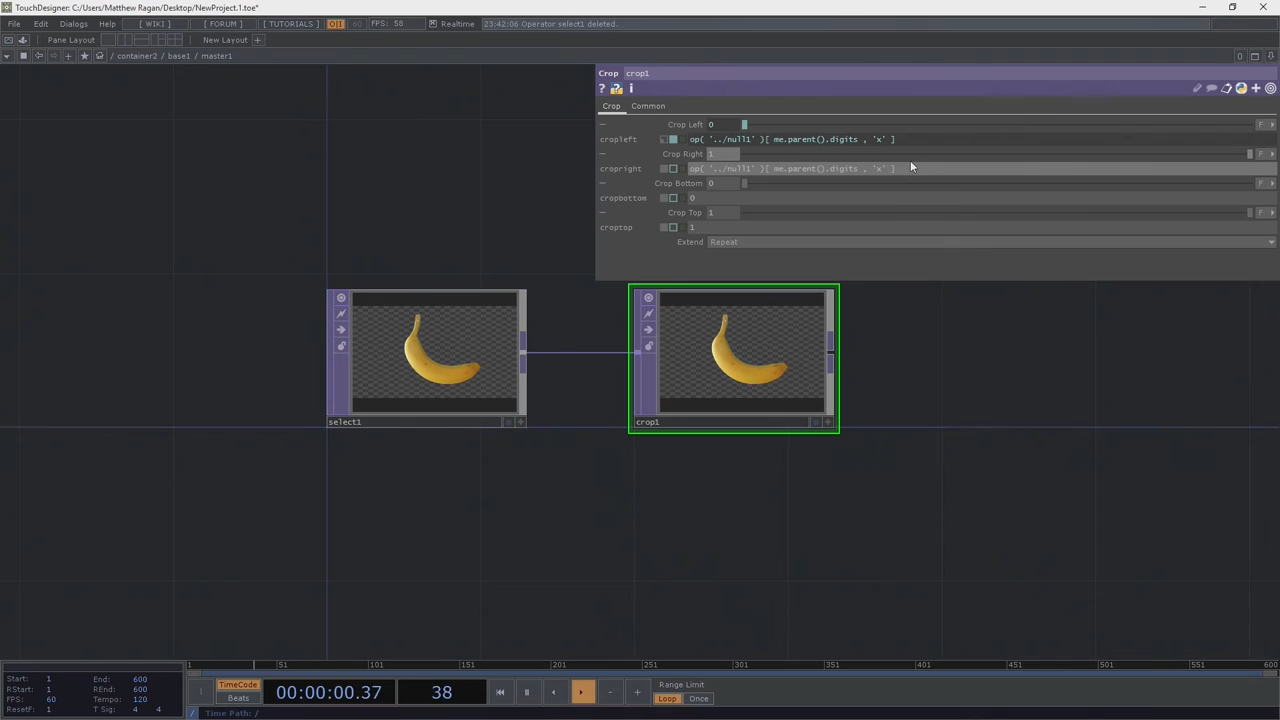 TouchDesigner: C:/Users/Matthew Ragan/Desktop/NewProject.1.toe*
File Edit Dialogs Help [ WIKI ] [ FORUM ] [ TUTORIALS ] O|I FPS: 58 Realtime 23:42:06 Operator select1 deleted.
Pane Layout New Layout +
/ container2 / base1 / master1 0
Crop crop1
? ? i
Crop Common
Crop Left 0 F
cropleft op( '../null1' )[ me.parent().digits , 'x' ]
Crop Right 1 F
cropright op( '../null1' )[ me.parent().digits , 'x' ]
Crop Bottom 0 F
cropbottom 0
Crop Top 1 F
croptop 1
Extend Repeat
select1
crop1
1 51 101 151 251 301 351 401 451 501 551 600
Start: 1 End: 600
RStart: 1 REnd: 600
FPS: 60 Tempo: 120
ResetF: 1 T Sig: 4 4
TimeCode
Beats
00:00:00.37
38
- +
Range Limit
Loop Once
/ Time Path: /